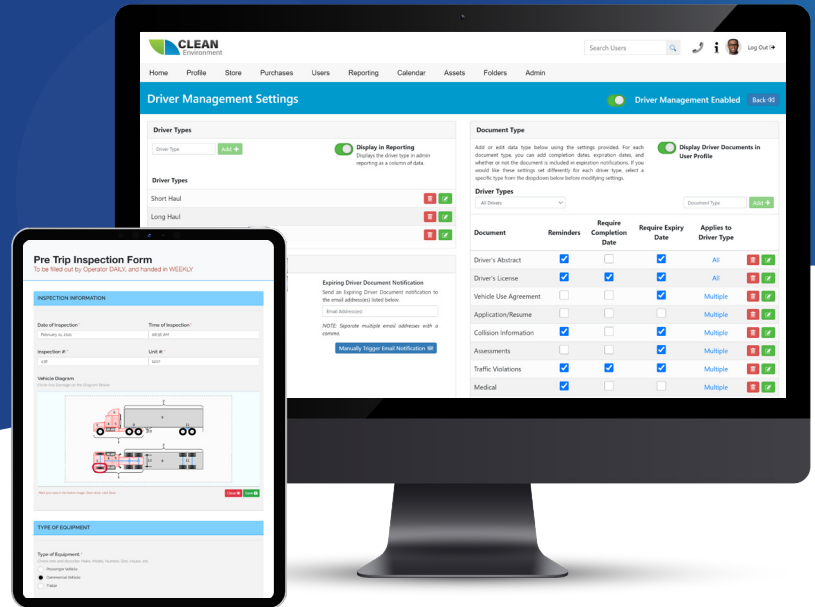 CLEAN
Environment
Search Users
Log Out
Home Profile Store Purchases Users Reporting Calendar Assets Folders Admin
Driver Management Settings
Driver Management Enabled
Back
Driver Types
Driver Type
Add +
Display in Reporting
Displays the driver type in admin
reporting as a column of data.
Driver Types
Short Haul
Long Haul
Expiring Driver Document Notification
Send an Expiring Driver Document notification to
the email address(es) listed below.
Email Address(es)
NOTE: Separate multiple email addresses with a
comma.
Manually Trigger Email Notification
Document Type
Add or edit data type below using the settings provided. For each
document type, you can add completion dates, expiration dates, and
whether or not the document is included in expiration notifications. If you
would like these settings set differently for each driver type, select a
specific type from the dropdown below before modifying settings.
Display Driver Documents in
User Profile
Driver Types
All Drivers
Document Type
Add +
Document Reminders Require Completion Date Require Expiry Date Applies to Driver Type
Driver's Abstract All
Driver's License All
Vehicle Use Agreement Multiple
Application/Resume Multiple
Collision Information Multiple
Assessments Multiple
Traffic Violations Multiple
Medical Multiple
Pre Trip Inspection Form
To be filled out by Operator DAILY, and handed in WEEKLY
INSPECTION INFORMATION
Date of Inspection *
Time of Inspection *
Inspection # *
Unit # *
Vehicle Diagram
Clear
Save
TYPE OF EQUIPMENT
Type of Equipment *
Passenger Vehicle
Commercial Vehicle
Trailer